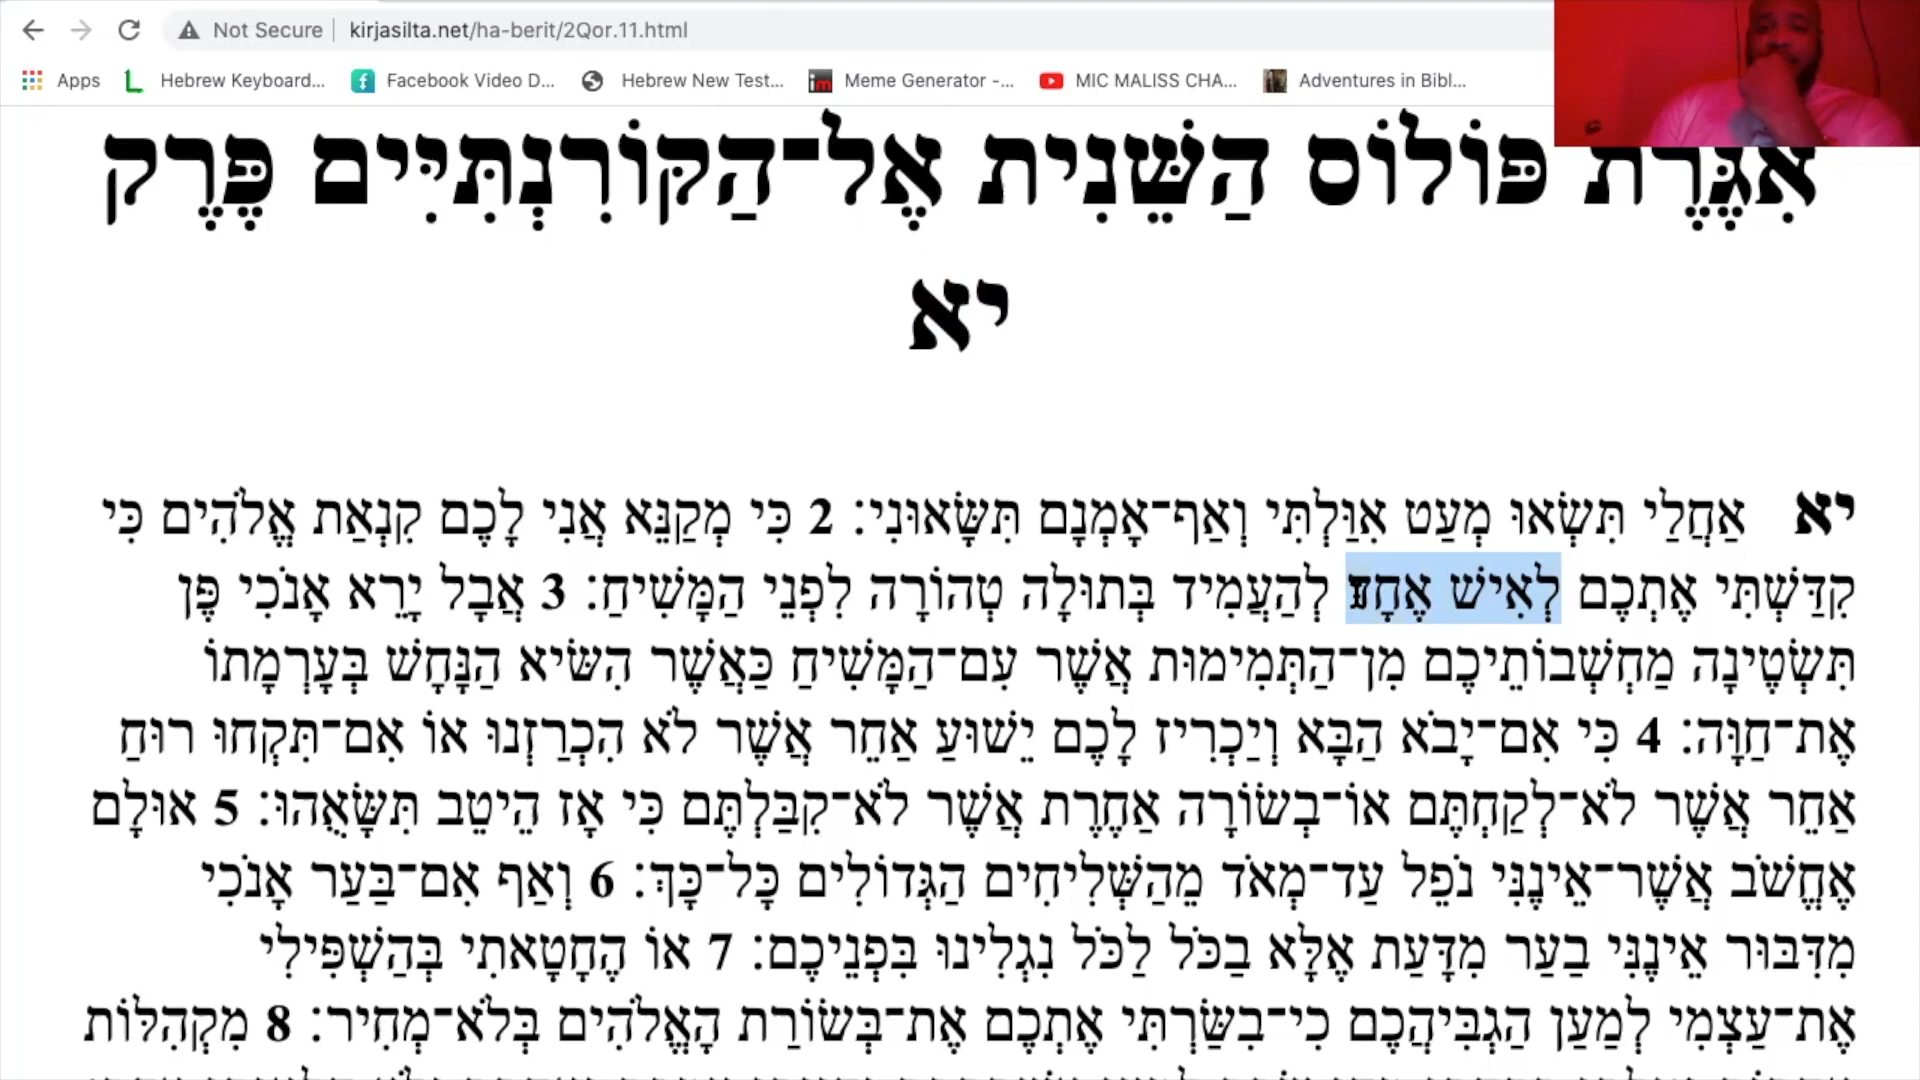 Not Secure kirjasilta.net/ha-berit/2Qor.11.html
Apps Hebrew Keyboard... Facebook Video D... Hebrew New Test... Meme Generator -... MIC MALISS CHA... Adventures in Bibl...
אִגֶּרֶת פּוֹלוֹס הַשֵּׁנִית אֶל־הַקּוֹרִנְתִּיִּים פֶּרֶק
יא
יא אַחֲלַי תִּשְׂאוּ מְעַט אִוַּלְתִּי וְאַף־אָמְנָם תִּשָּׂאוּנִי׃ 2 כִּי מְקַנֵּא אֲנִי לָכֶם קִנְאַת אֱלֹהִים כִּי
קִדַּשְׁתִּי אֶתְכֶם לְאִישׁ אֶחָד לְהַעֲמִיד בְּתוּלָה טְהוֹרָה לִפְנֵי הַמָּשִׁיחַ׃ 3 אֲבָל יָרֵא אָנֹכִי פֶּן
תִּשְׂטֶינָה מַחְשְׁבוֹתֵיכֶם מִן־הַתְּמִימוּת אֲשֶׁר עִם־הַמָּשִׁיחַ כַּאֲשֶׁר הִשִּׁיא הַנָּחָשׁ בְּעָרְמָתוֹ
אֶת־חַוָּה׃ 4 כִּי אִם־יָבֹא הַבָּא וְיַכְרִיז לָכֶם יֵשׁוּעַ אַחֵר אֲשֶׁר לֹא הִכְרַזְנוּ אוֹ אִם־תִּקְחוּ רוּחַ
אַחֵר אֲשֶׁר לֹא־לְקַחְתֶּם אוֹ־בְשׂוֹרָה אַחֶרֶת אֲשֶׁר לֹא־קִבַּלְתֶּם כִּי אָז הֵיטֵב תִּשָּׂאֻהוּ׃ 5 אוּלָם
אֶחֱשֹׁב אֲשֶׁר־אֵינֶנִּי נֹפֵל עַד־מְאֹד מֵהַשְּׁלִיחִים הַגְּדוֹלִים כָּל־כָּךְ׃ 6 וְאַף אִם־בַּעַר אָנֹכִי
מִדִּבּוּר אֵינֶנִּי בַעַר מִדָּעַת אֶלָּא בַכֹּל לַכֹּל נִגְלִינוּ בִּפְנֵיכֶם׃ 7 אוֹ הֶחָטָאתִי בְּהַשְׁפִּילִי
אֶת־עַצְמִי לְמַעַן הַגְבִּיהֲכֶם כִּי־בִשַּׂרְתִּי אֶתְכֶם אֶת־בְּשׂוֹרַת הָאֱלֹהִים בְּלֹא־מְחִיר׃ 8 מִקְהִלּוֹת